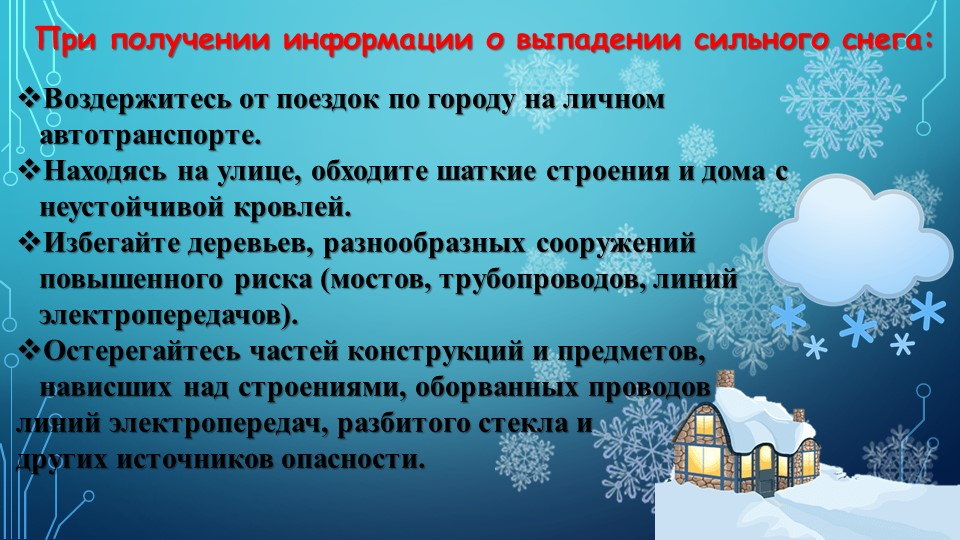 При получении информации о выпадении сильного снега:
❖Воздержитесь от поездок по городу на личном
автотранспорте.
❖Находясь на улице, обходите шаткие строения и дома с
неустойчивой кровлей.
❖Избегайте деревьев, разнообразных сооружений
повышенного риска (мостов, трубопроводов, линий
электропередачов).
❖Остерегайтесь частей конструкций и предметов,
нависших над строениями, оборванных проводов
линий электропередач, разбитого стекла и
других источников опасности.